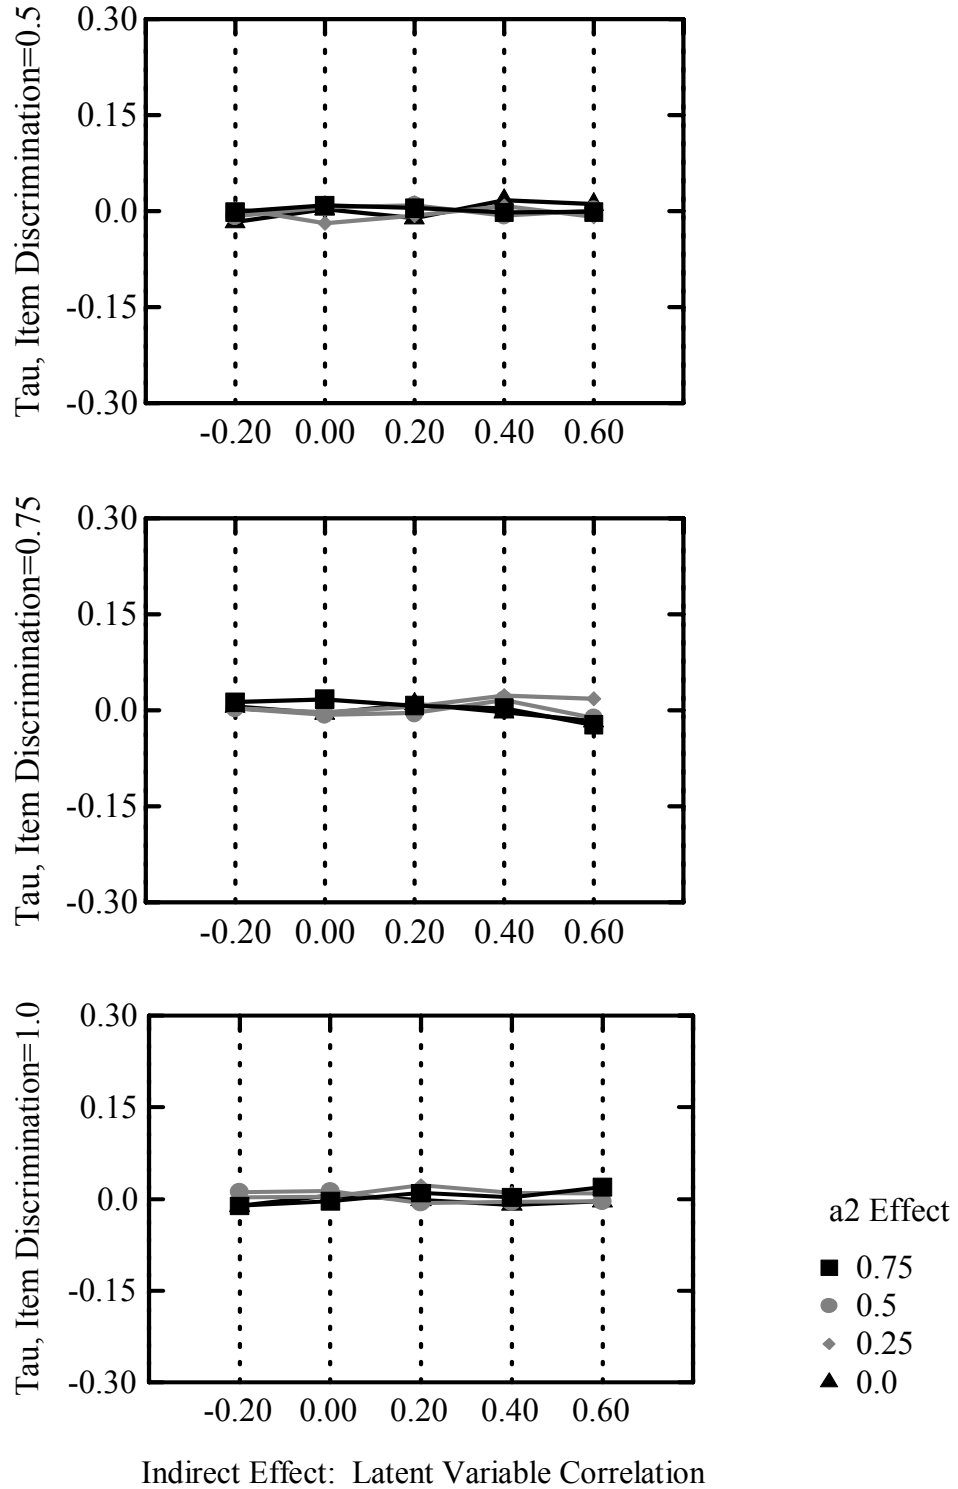 Tau, Item Discrimination=0.5
0.30
0.15
0.0
-0.15
-0.30
-0.20 0.00 0.20 0.40 0.60
Tau, Item Discrimination=0.75
0.30
0.15
0.0
-0.15
-0.30
-0.20 0.00 0.20 0.40 0.60
Tau, Item Discrimination=1.0
0.30
0.15
0.0
-0.15
-0.30
-0.20 0.00 0.20 0.40 0.60
Indirect Effect: Latent Variable Correlation
a2 Effect
0.75
0.5
0.25
0.0